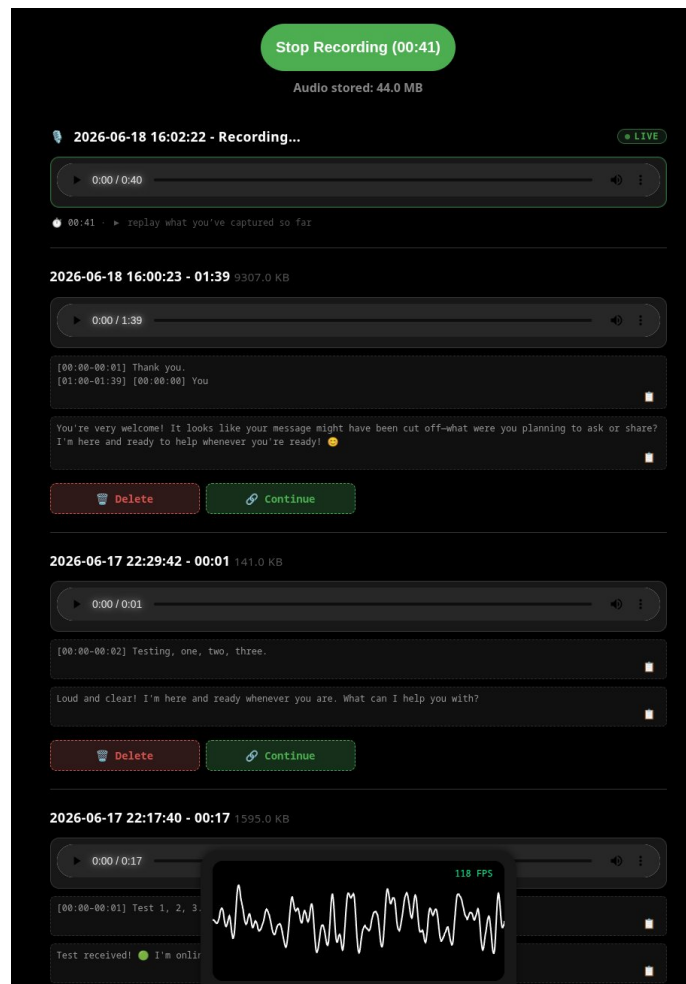 Stop Recording (00:41)
Audio stored: 44.0 MB
2026-06-18 16:02:22 - Recording...
LIVE
0:00 / 0:40
00:41 · ▶ replay what you've captured so far
2026-06-18 16:00:23 - 01:39 9307.0 KB
0:00 / 1:39
[00:00-00:01] Thank you.
[01:00-01:39] [00:00:00] You
You're very welcome! It looks like your message might have been cut off—what were you planning to ask or share?
I'm here and ready to help whenever you're ready! 😊
🗑️ Delete
🔗 Continue
2026-06-17 22:29:42 - 00:01 141.0 KB
0:00 / 0:01
[00:00-00:02] Testing, one, two, three.
Loud and clear! I'm here and ready whenever you are. What can I help you with?
🗑️ Delete
🔗 Continue
2026-06-17 22:17:40 - 00:17 1595.0 KB
0:00 / 0:17
118 FPS
[00:00-00:01] Test 1, 2, 3.
Test received! 🟢 I'm